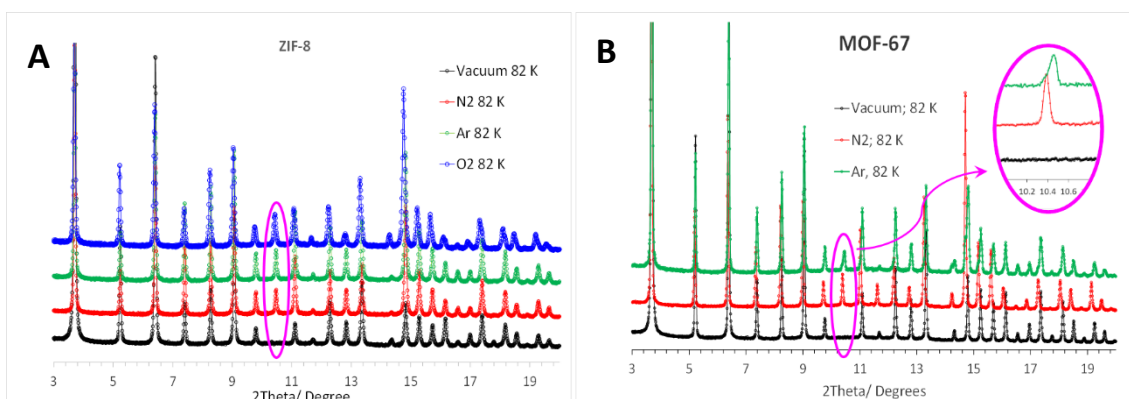 A
ZIF-8
Vacuum 82 K
N2 82 K
Ar 82 K
O2 82 K
3 5 7 9 11 13 15 17 19
2Theta/ Degree
B
MOF-67
Vacuum; 82 K
N2; 82 K
Ar, 82 K
10.2 10.4 10.6
3 5 7 9 11 13 15 17 19
2Theta/ Degrees